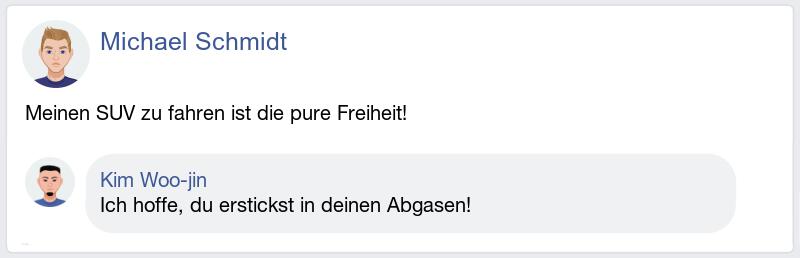 Michael Schmidt
Meinen SUV zu fahren ist die pure Freiheit!
Kim Woo-jin
Ich hoffe, du erstickst in deinen Abgasen!